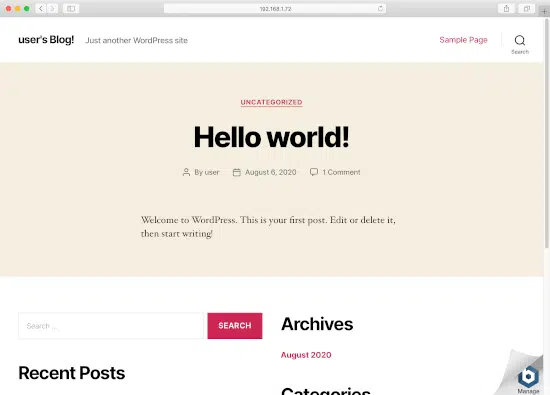 192.168.1.72
user's Blog!
Just another WordPress site
Sample Page
Search
UNCATEGORIZED
Hello world!
By user
August 6, 2020
1 Comment
Welcome to WordPress. This is your first post. Edit or delete it,
then start writing!
Search …
SEARCH
Archives
August 2020
Recent Posts
Categories
Manage